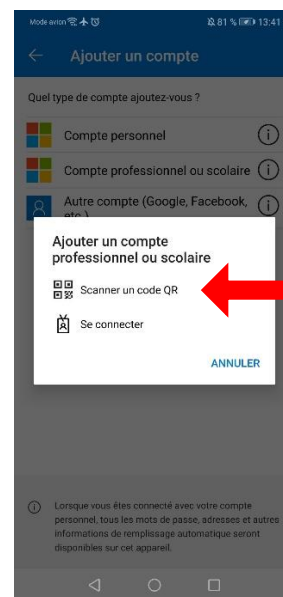 Mode avion 81 % 13:41
Ajouter un compte
Quel type de compte ajoutez-vous ?
Compte personnel
Compte professionnel ou scolaire
Autre compte (Google, Facebook,
etc.)
Ajouter un compte
professionnel ou scolaire
Scanner un code QR
Se connecter
ANNULER
Lorsque vous êtes connecté avec votre compte
personnel, tous les mots de passe, adresses et autres
informations de remplissage automatique seront
disponibles sur cet appareil.